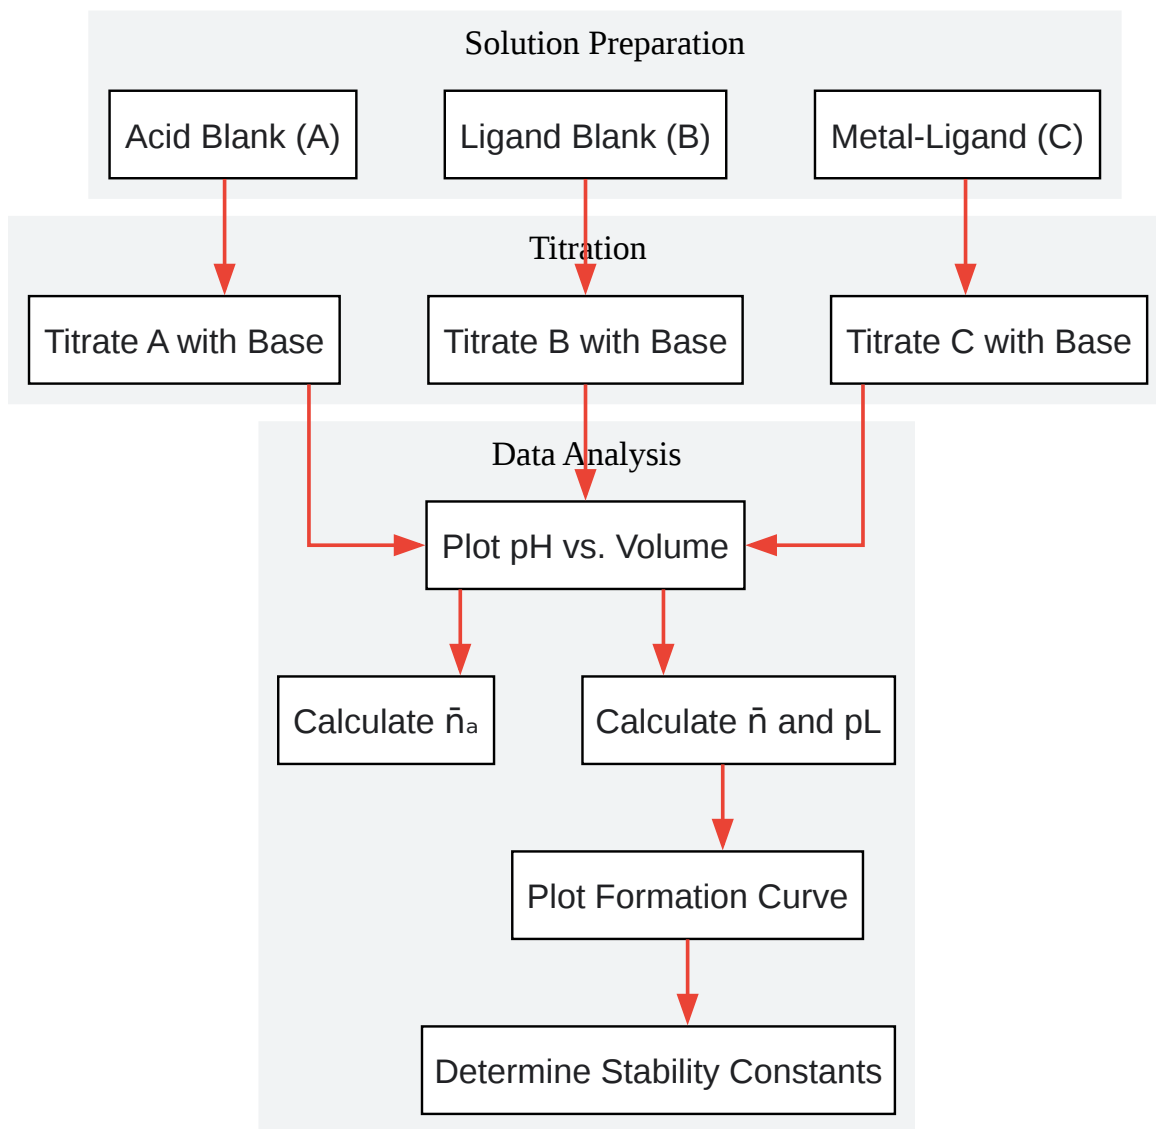 Solution Preparation
Acid Blank (A)
Ligand Blank (B)
Metal-Ligand (C)
Titration
Titrate A with Base
Titrate B with Base
Titrate C with Base
Data Analysis
Plot pH vs. Volume
Calculate n̄ₐ
Calculate n̄ and pL
Plot Formation Curve
Determine Stability Constants